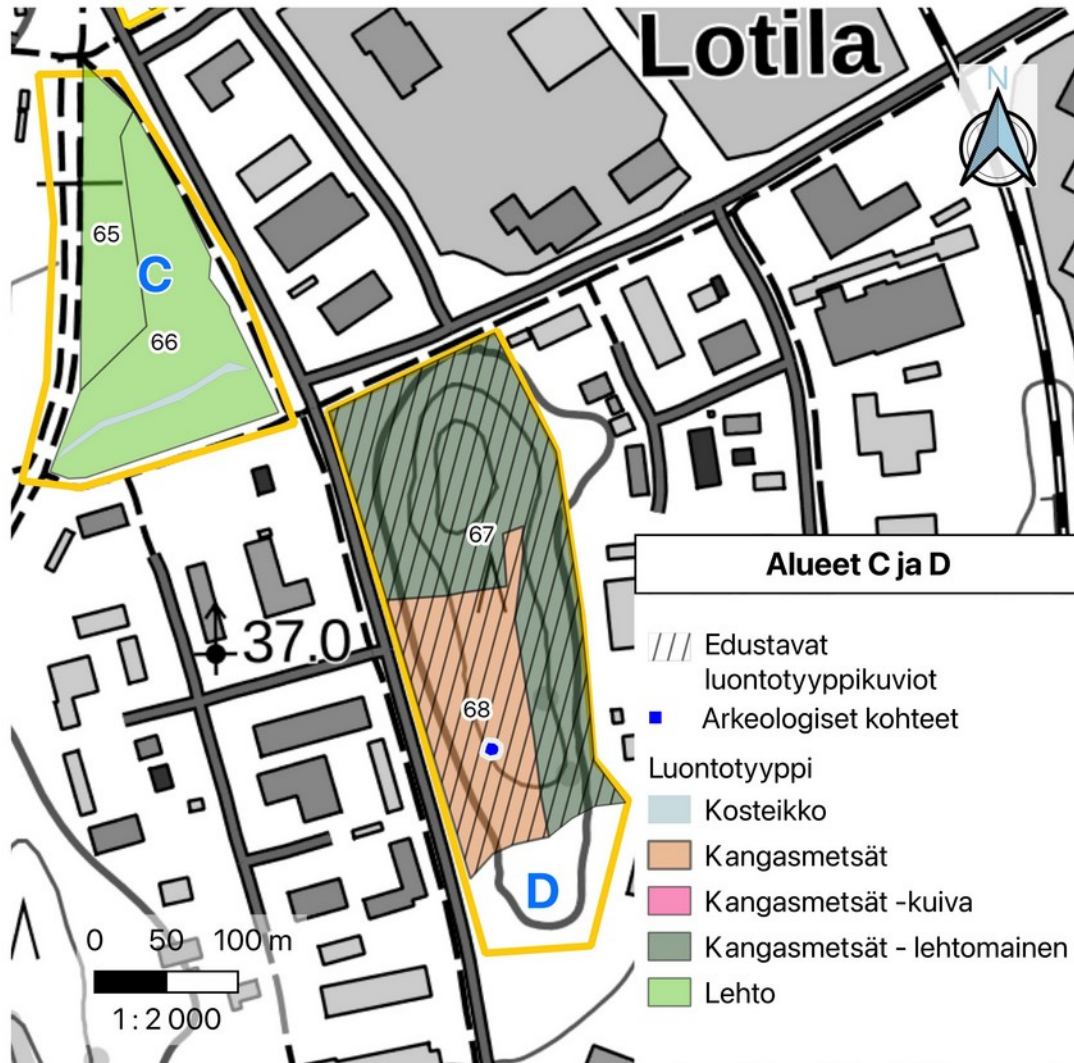 Lotila
N
65
C
66
67
37.0
68
D
Alueet C ja D
Edustavat
luontotyyppikuviot
Arkeologiset kohteet
Luontotyyppi
Kosteikko
Kangasmetsät
Kangasmetsät -kuiva
Kangasmetsät - lehtomainen
Lehto
0 50 100 m
1 : 2 000